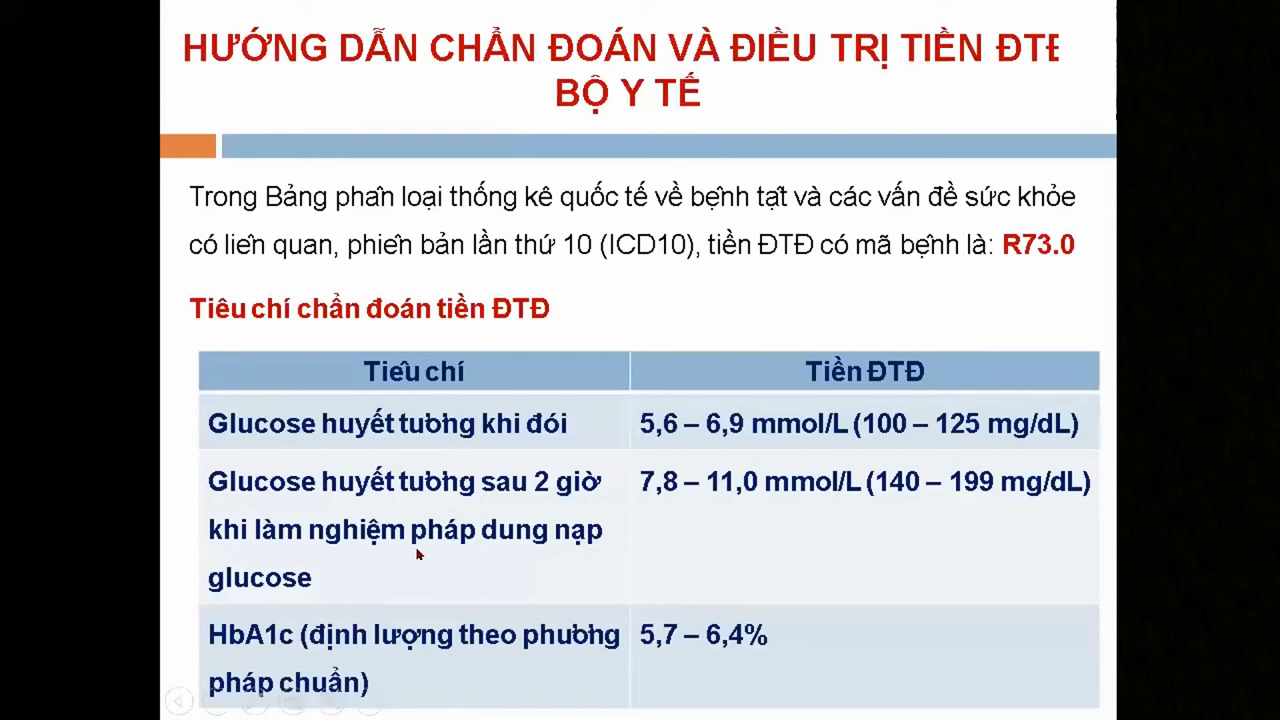 HƯỚNG DẪN CHẨN ĐOÁN VÀ ĐIỀU TRỊ TIỀN ĐTĐ
BỘ Y TẾ
Trong Bảng phân loại thống kê quốc tế về bệnh tật và các vấn đề sức khỏe
có liên quan, phiên bản lần thứ 10 (ICD10), tiền ĐTĐ có mã bệnh là: R73.0
Tiêu chí chẩn đoán tiền ĐTĐ
Tiêu chí
Tiền ĐTĐ
Glucose huyết tương khi đói
5,6 – 6,9 mmol/L (100 – 125 mg/dL)
Glucose huyết tương sau 2 giờ
khi làm nghiệm pháp dung nạp
glucose
7,8 – 11,0 mmol/L (140 – 199 mg/dL)
HbA1c (định lượng theo phương
pháp chuẩn)
5,7 – 6,4%